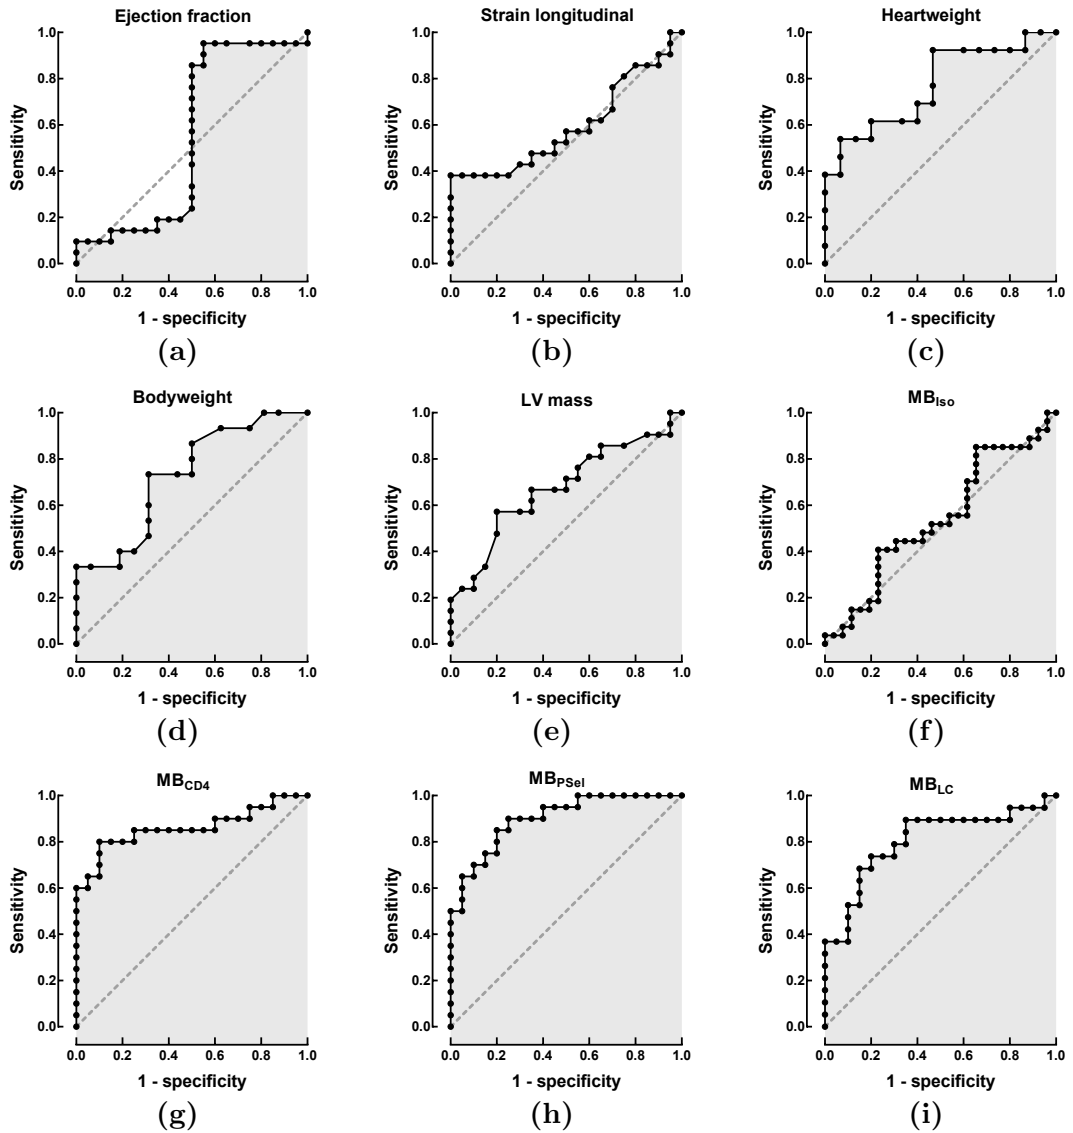 Ejection fraction
Sensitivity
1.0
0.8
0.6
0.4
0.2
0.0
0.0 0.2 0.4 0.6 0.8 1.0
1 - specificity
(a)
Strain longitudinal
Sensitivity
1.0
0.8
0.6
0.4
0.2
0.0
0.0 0.2 0.4 0.6 0.8 1.0
1 - specificity
(b)
Heartweight
Sensitivity
1.0
0.8
0.6
0.4
0.2
0.0
0.0 0.2 0.4 0.6 0.8 1.0
1 - specificity
(c)
Bodyweight
Sensitivity
1.0
0.8
0.6
0.4
0.2
0.0
0.0 0.2 0.4 0.6 0.8 1.0
1 - specificity
(d)
LV mass
Sensitivity
1.0
0.8
0.6
0.4
0.2
0.0
0.0 0.2 0.4 0.6 0.8 1.0
1 - specificity
(e)
MBIso
Sensitivity
1.0
0.8
0.6
0.4
0.2
0.0
0.0 0.2 0.4 0.6 0.8 1.0
1 - specificity
(f)
MBCD4
Sensitivity
1.0
0.8
0.6
0.4
0.2
0.0
0.0 0.2 0.4 0.6 0.8 1.0
1 - specificity
(g)
MBPSel
Sensitivity
1.0
0.8
0.6
0.4
0.2
0.0
0.0 0.2 0.4 0.6 0.8 1.0
1 - specificity
(h)
MBLC
Sensitivity
1.0
0.8
0.6
0.4
0.2
0.0
0.0 0.2 0.4 0.6 0.8 1.0
1 - specificity
(i)